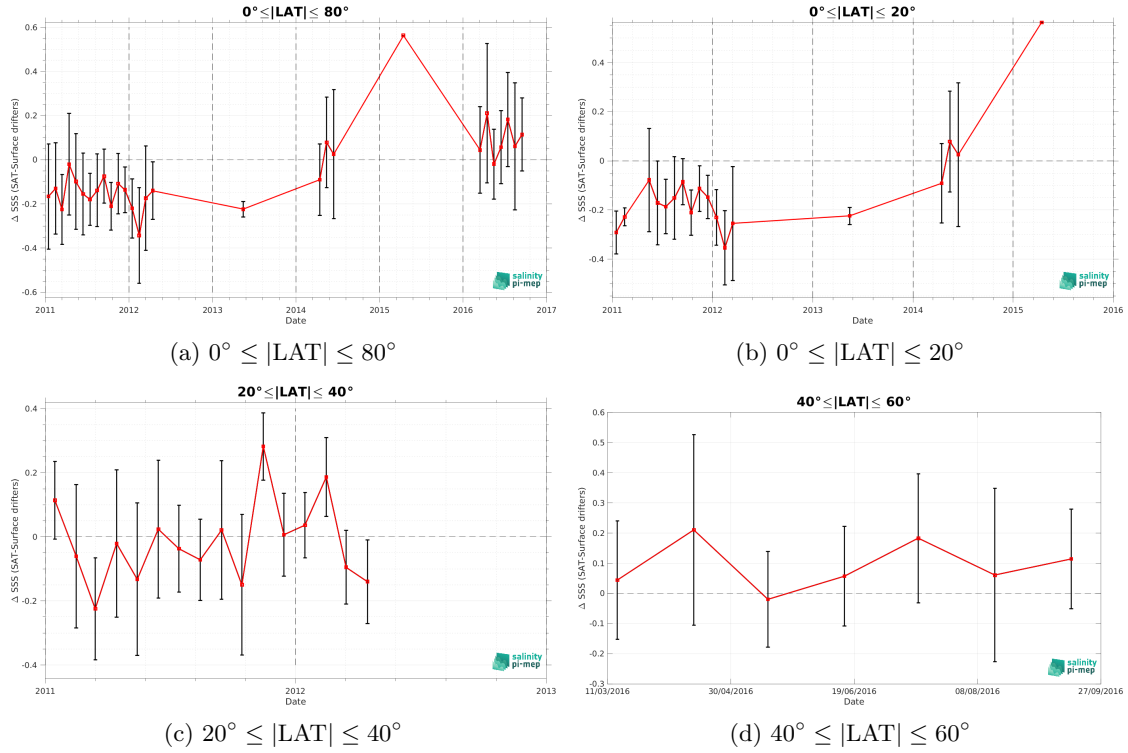 0°≤|LAT|≤ 80°
Δ SSS (SAT-Surface drifters)
0.6
0.4
0.2
0
-0.2
-0.4
-0.6
2011
2012
2013
2014
2015
2016
2017
Date
salinity
pi-mep
(a) 0° ≤ |LAT| ≤ 80°
0°≤|LAT|≤ 20°
Δ SSS (SAT-Surface drifters)
0.4
0.2
0
-0.2
-0.4
2011
2012
2013
2014
2015
2016
Date
salinity
pi-mep
(b) 0° ≤ |LAT| ≤ 20°
20°≤|LAT|≤ 40°
Δ SSS (SAT-Surface drifters)
0.4
0.2
0
-0.2
-0.4
2011
2012
2013
Date
salinity
pi-mep
(c) 20° ≤ |LAT| ≤ 40°
40°≤|LAT|≤ 60°
Δ SSS (SAT-Surface drifters)
0.6
0.5
0.4
0.3
0.2
0.1
0
-0.1
-0.2
-0.3
11/03/2016
30/04/2016
19/06/2016
08/08/2016
27/09/2016
Date
salinity
pi-mep
(d) 40° ≤ |LAT| ≤ 60°